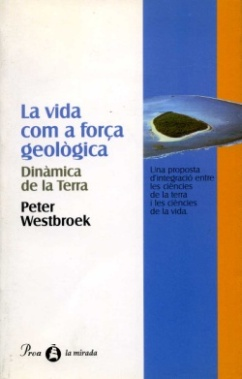 La vida
com a força
geològica
Dinàmica
de la Terra
Peter
Westbroek
Una proposta
d'integració entre
les ciències
de la terra
i les ciències
de la vida.
Proa
la mirada